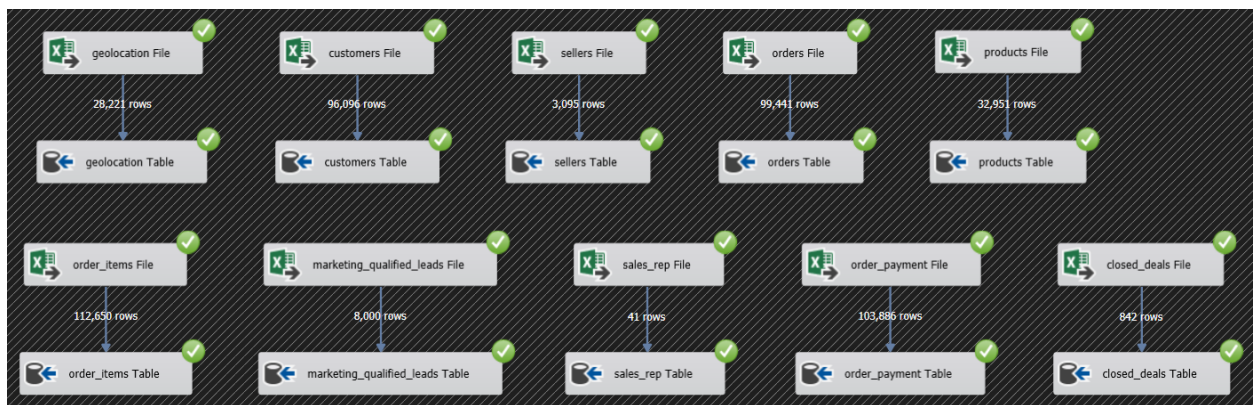 geolocation File
customers File
sellers File
orders File
products File
28,221 rows
96,096 rows
3,095 rows
99,441 rows
32,951 rows
geolocation Table
customers Table
sellers Table
orders Table
products Table
order_items File
marketing_qualified_leads File
sales_rep File
order_payment File
closed_deals File
112,650 rows
8,000 rows
41 rows
103,886 rows
842 rows
order_items Table
marketing_qualified_leads Table
sales_rep Table
order_payment Table
closed_deals Table